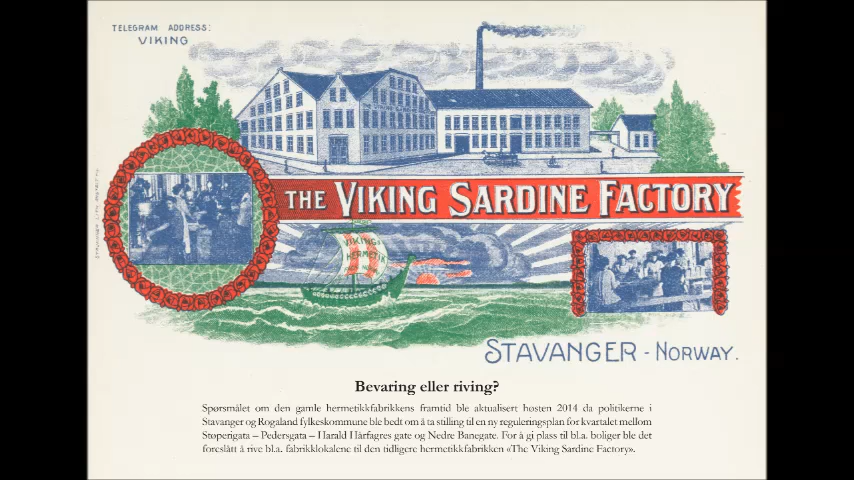 TELEGRAM ADDRESS:
VIKING
THE VIKING SARDINE FACTORY
VIKING
HERMETIK
STAVANGER - NORWAY.
Bevaring eller riving?
Spørsmålet om den gamle hermetikkfabrikkens framtid ble aktualisert høsten 2014 da politikerne i
Stavanger og Rogaland fylkeskommune ble bedt om å ta stilling til en ny reguleringsplan for kvartalet mellom
Støperigata – Pedersgata – Harald Hårfagres gate og Nedre Banegate. For å gi plass til bl.a. boliger ble det
foreslått å rive bl.a. fabrikklokalene til den tidligere hermetikkfabrikken «The Viking Sardine Factory».